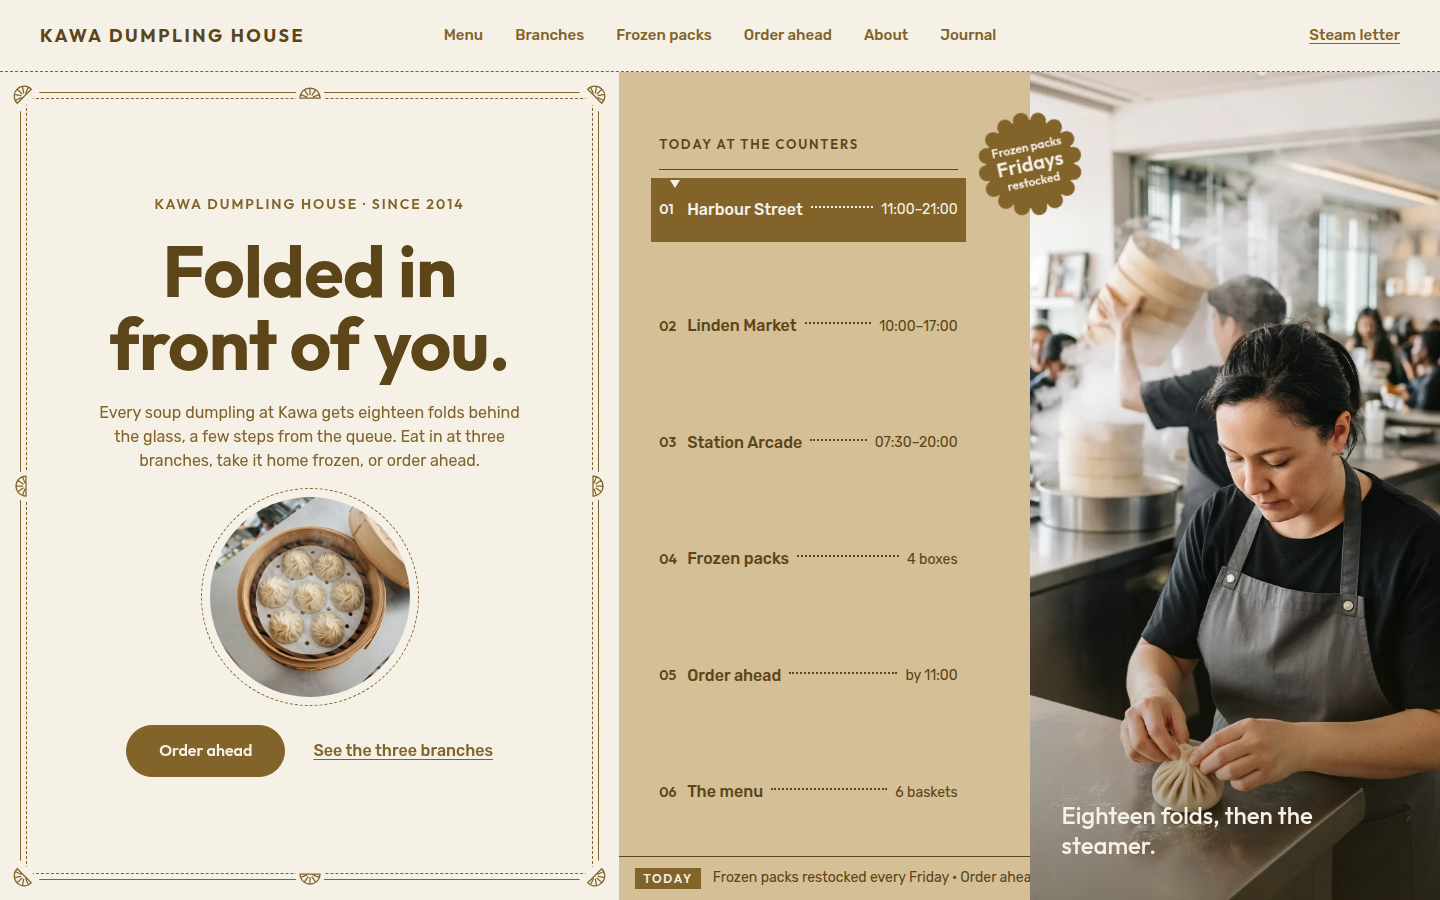 KAWA DUMPLING HOUSE
Menu
Branches
Frozen packs
Order ahead
About
Journal
Steam letter
KAWA DUMPLING HOUSE · SINCE 2014
Folded in
front of you.
Every soup dumpling at Kawa gets eighteen folds behind
the glass, a few steps from the queue. Eat in at three
branches, take it home frozen, or order ahead.
Order ahead
See the three branches
TODAY AT THE COUNTERS
01 Harbour Street 11:00–21:00
02 Linden Market 10:00–17:00
03 Station Arcade 07:30–20:00
04 Frozen packs 4 boxes
05 Order ahead by 11:00
06 The menu 6 baskets
TODAY Frozen packs restocked every Friday • Order ahea
Frozen packs
Fridays
restocked
Eighteen folds, then the
steamer.